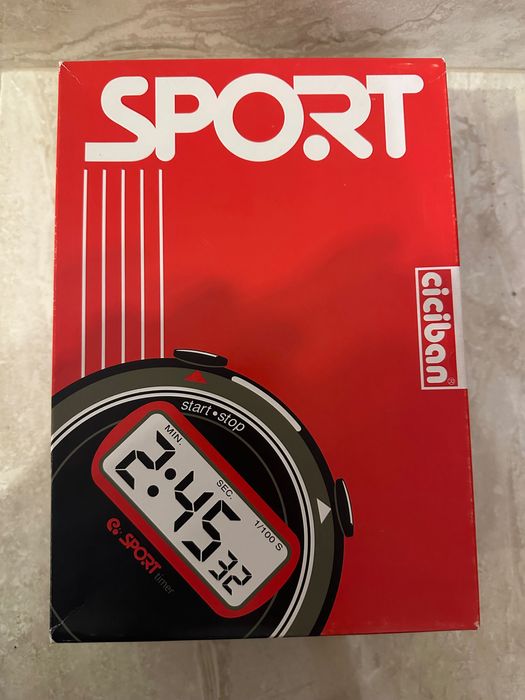 SPORT
ciciban®
start•stop
MIN.
SEC.
1/100 S
2:45 32
SPORT
timer